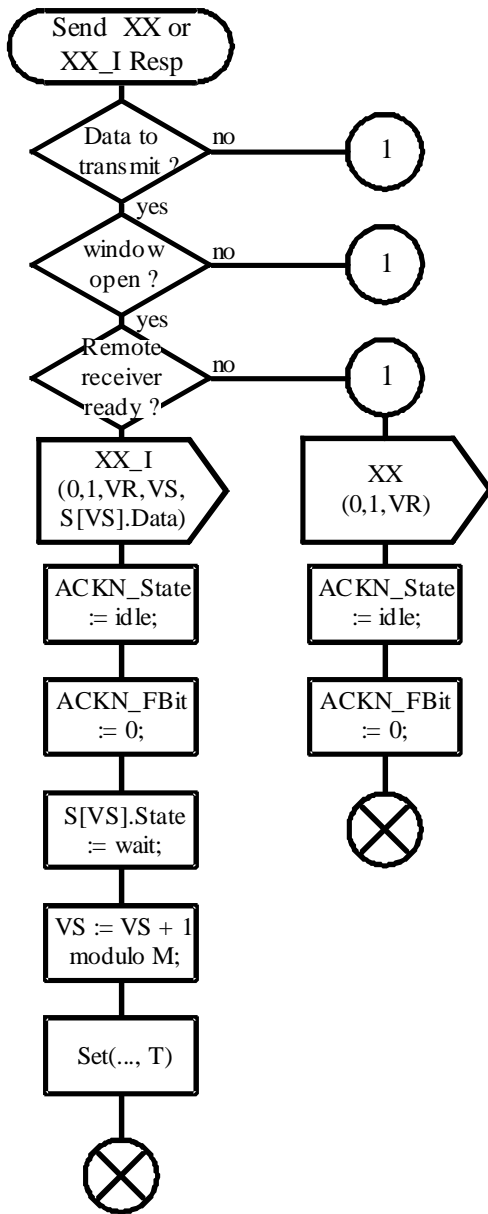 Send XX or
XX_I Resp
Data to
transmit ?
no
1
yes
window
open ?
no
1
yes
Remote
receiver
ready ?
no
1
XX_I
(0,1,VR,VS,
S[VS].Data)
XX
(0,1,VR)
ACKN_State
:= idle;
ACKN_State
:= idle;
ACKN_FBit
:= 0;
ACKN_FBit
:= 0;
S[VS].State
:= wait;
VS := VS + 1
modulo M;
Set(..., T)